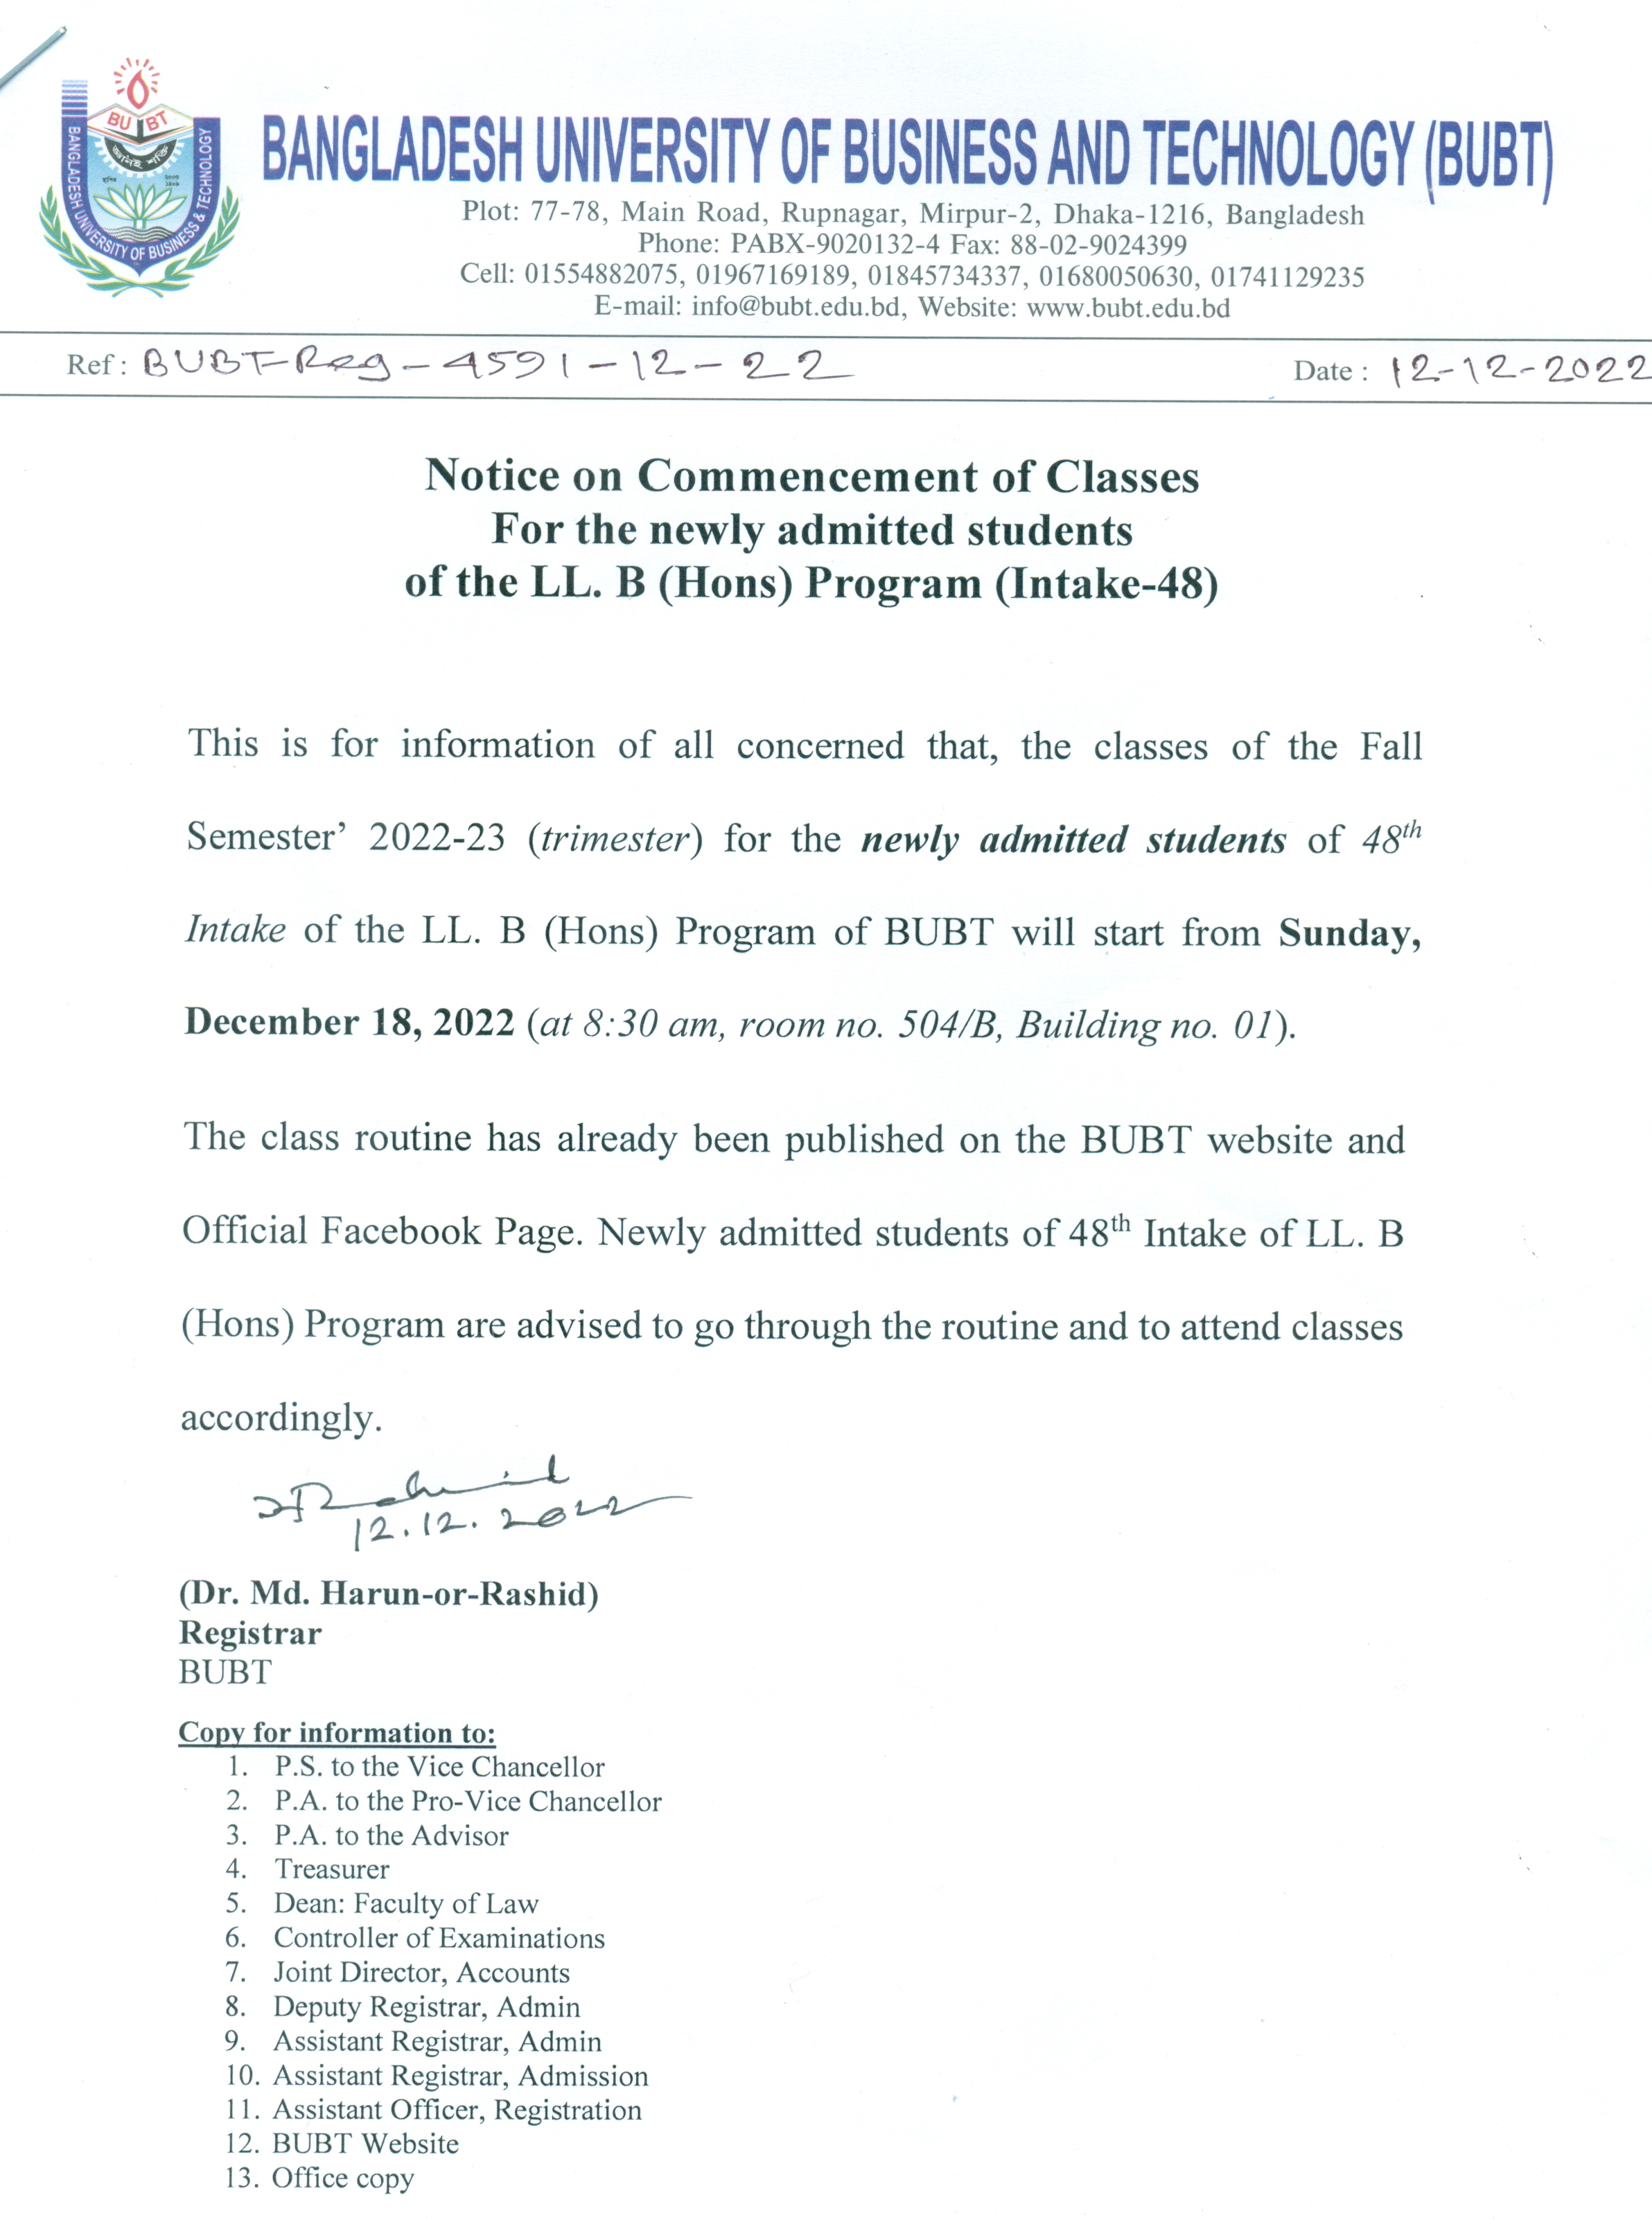 BU BT
জ্ঞানই শক্তি
BANGLADESH UNIVERSITY OF BUSINESS & TECHNOLOGY
BANGLADESH UNIVERSITY OF BUSINESS AND TECHNOLOGY (BUBT)
Plot: 77-78, Main Road, Rupnagar, Mirpur-2, Dhaka-1216, Bangladesh
Phone: PABX-9020132-4 Fax: 88-02-9024399
Cell: 01554882075, 01967169189, 01845734337, 01680050630, 01741129235
E-mail: info@bubt.edu.bd, Website: www.bubt.edu.bd
Ref : BUBT-Reg-4591-12-22 Date : 12-12-2022
Notice on Commencement of Classes
For the newly admitted students
of the LL. B (Hons) Program (Intake-48)
This is for information of all concerned that, the classes of the Fall
Semester’ 2022-23 (trimester) for the newly admitted students of 48th
Intake of the LL. B (Hons) Program of BUBT will start from Sunday,
December 18, 2022 (at 8:30 am, room no. 504/B, Building no. 01).
The class routine has already been published on the BUBT website and
Official Facebook Page. Newly admitted students of 48th Intake of LL. B
(Hons) Program are advised to go through the routine and to attend classes
accordingly.
12.12.2022
(Dr. Md. Harun-or-Rashid)
Registrar
BUBT
Copy for information to:
1. P.S. to the Vice Chancellor
2. P.A. to the Pro-Vice Chancellor
3. P.A. to the Advisor
4. Treasurer
5. Dean: Faculty of Law
6. Controller of Examinations
7. Joint Director, Accounts
8. Deputy Registrar, Admin
9. Assistant Registrar, Admin
10. Assistant Registrar, Admission
11. Assistant Officer, Registration
12. BUBT Website
13. Office copy